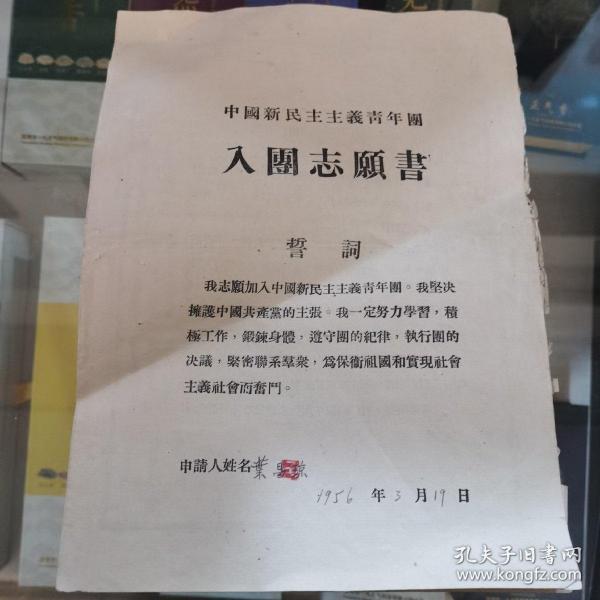 中國新民主主義青年團
入團志願書
誓 詞
我志願加入中國新民主主義青年團。我堅决
擁護中國共產黨的主張。我一定努力學習，積
極工作，鍛鍊身體，遵守團的紀律，執行團的
决議，緊密聯系羣衆，爲保衞祖國和實現社會
主義社會而奮鬥。
申請人姓名葉
1956 年 3 月 19 日
孔夫子旧书网
www.kongfz.com